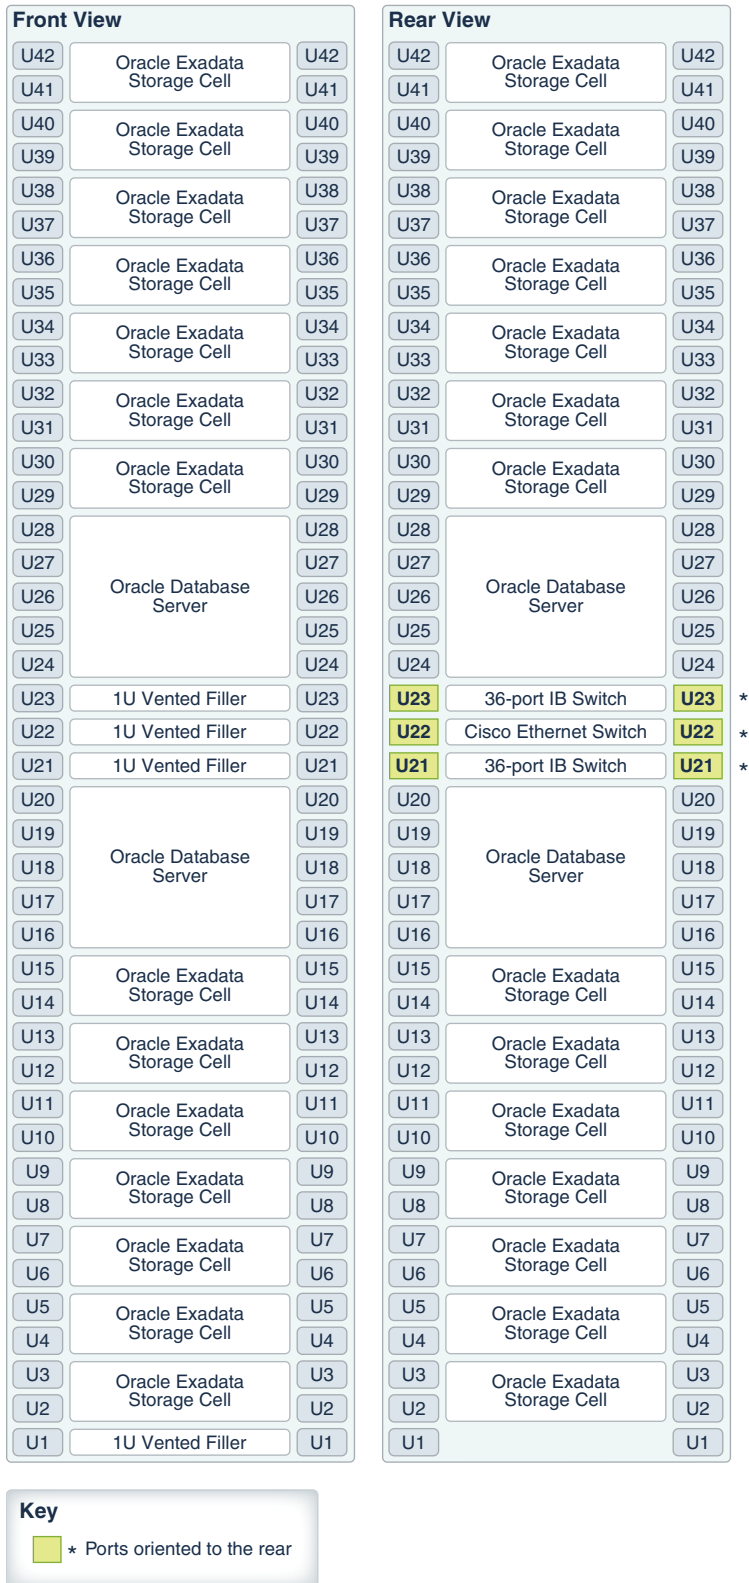 Front View
U42 Oracle Exadata U42
U41 Storage Cell U41
U40 Oracle Exadata U40
U39 Storage Cell U39
U38 Oracle Exadata U38
U37 Storage Cell U37
U36 Oracle Exadata U36
U35 Storage Cell U35
U34 Oracle Exadata U34
U33 Storage Cell U33
U32 Oracle Exadata U32
U31 Storage Cell U31
U30 Oracle Exadata U30
U29 Storage Cell U29
U28 U28
U27 U27
U26 Oracle Database U26
Server
U25 U25
U24 U24
U23 1U Vented Filler U23
U22 1U Vented Filler U22
U21 1U Vented Filler U21
U20 U20
U19 U19
U18 Oracle Database U18
Server
U17 U17
U16 U16
U15 Oracle Exadata U15
U14 Storage Cell U14
U13 Oracle Exadata U13
U12 Storage Cell U12
U11 Oracle Exadata U11
U10 Storage Cell U10
U9 Oracle Exadata U9
U8 Storage Cell U8
U7 Oracle Exadata U7
U6 Storage Cell U6
U5 Oracle Exadata U5
U4 Storage Cell U4
U3 Oracle Exadata U3
U2 Storage Cell U2
U1 1U Vented Filler U1
Rear View
U42 Oracle Exadata U42
U41 Storage Cell U41
U40 Oracle Exadata U40
U39 Storage Cell U39
U38 Oracle Exadata U38
U37 Storage Cell U37
U36 Oracle Exadata U36
U35 Storage Cell U35
U34 Oracle Exadata U34
U33 Storage Cell U33
U32 Oracle Exadata U32
U31 Storage Cell U31
U30 Oracle Exadata U30
U29 Storage Cell U29
U28 U28
U27 U27
U26 Oracle Database U26
Server
U25 U25
U24 U24
U23 36-port IB Switch U23 *
U22 Cisco Ethernet Switch U22 *
U21 36-port IB Switch U21 *
U20 U20
U19 U19
U18 Oracle Database U18
Server
U17 U17
U16 U16
U15 Oracle Exadata U15
U14 Storage Cell U14
U13 Oracle Exadata U13
U12 Storage Cell U12
U11 Oracle Exadata U11
U10 Storage Cell U10
U9 Oracle Exadata U9
U8 Storage Cell U8
U7 Oracle Exadata U7
U6 Storage Cell U6
U5 Oracle Exadata U5
U4 Storage Cell U4
U3 Oracle Exadata U3
U2 Storage Cell U2
U1 U1
Key
* Ports oriented to the rear